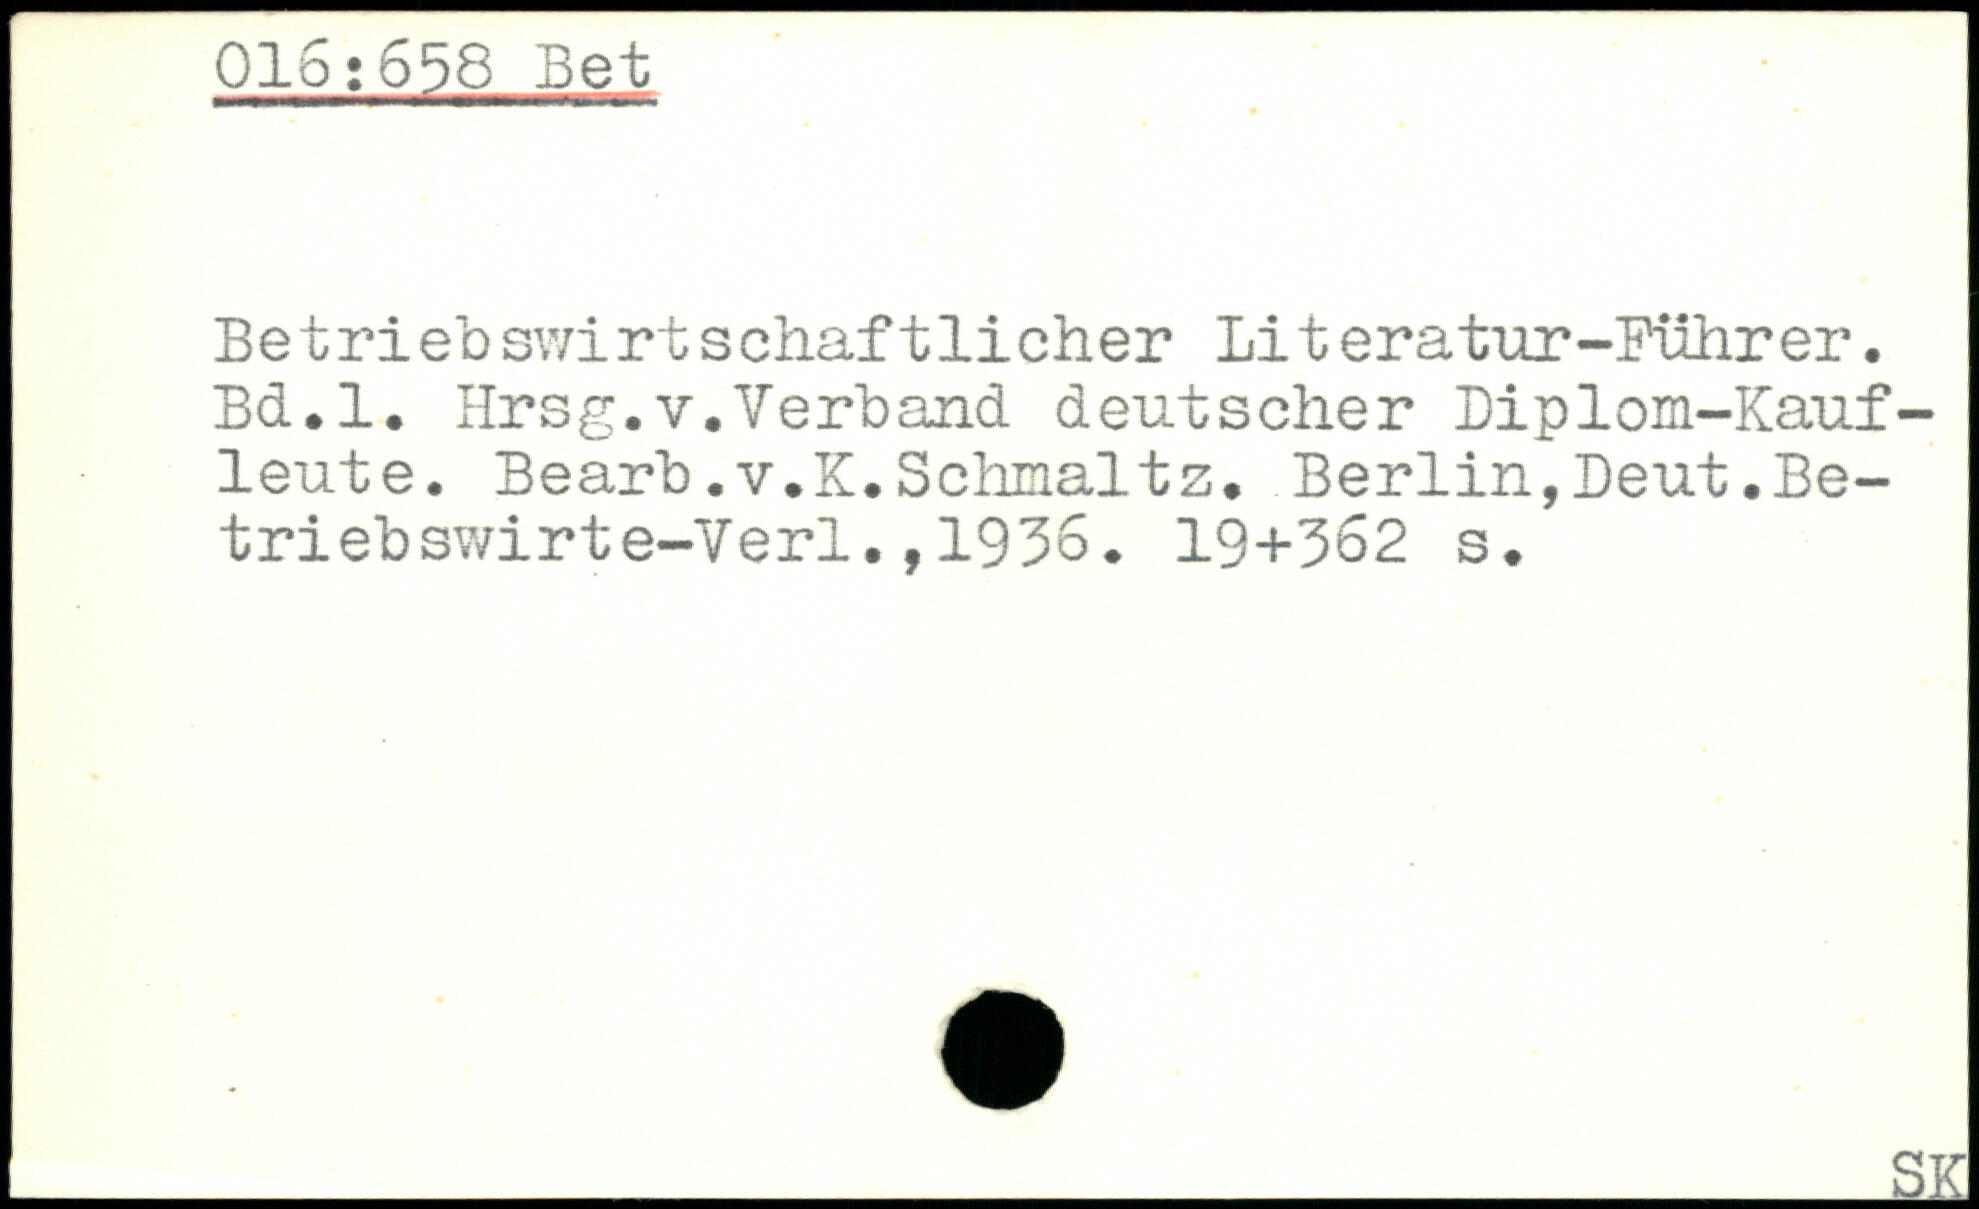 016:658 Bet
Betriebswirtschaftlicher Literatur-Führer.
Bd.1. Hrsg.v.Verband deutscher Diplom-Kauf-
leute. Bearb.v.K.Schmaltz. Berlin,Deut.Be-
triebswirte-Verl.,1936. 19+362 s.
SK